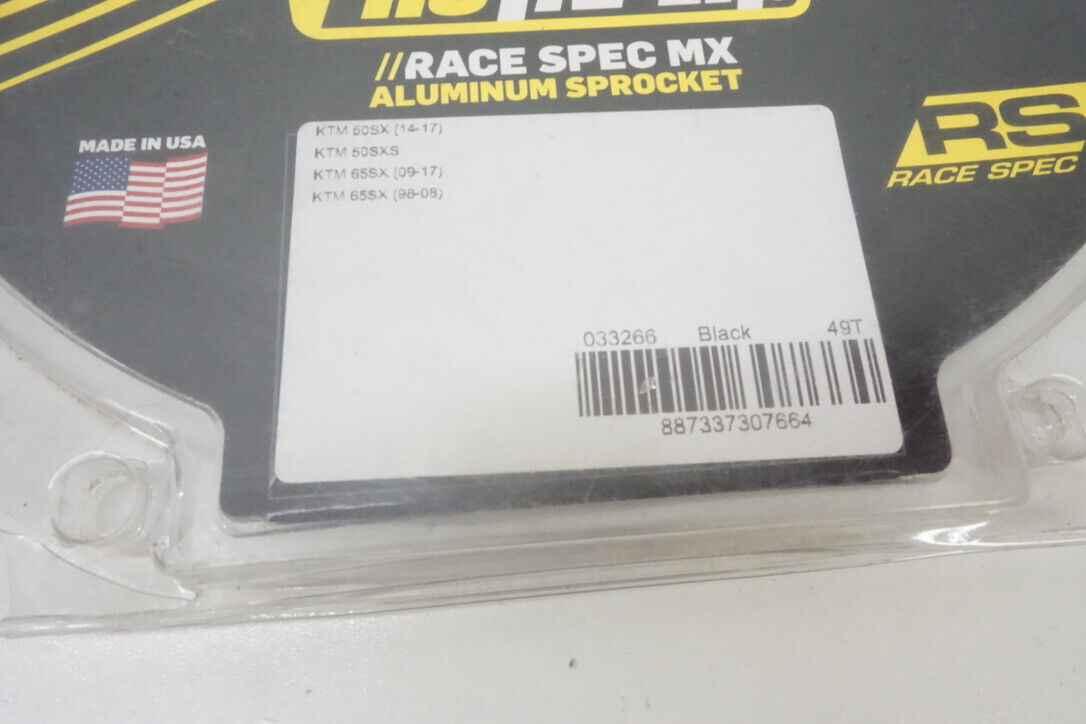 //RACE SPEC MX
ALUMINUM SPROCKET
MADE IN USA
RS
RACE SPEC
KTM 50SX (14-17)
KTM 50SXS
KTM 65SX (09-17)
KTM 65SX (98-08)
033266 Black 49T
887337307664